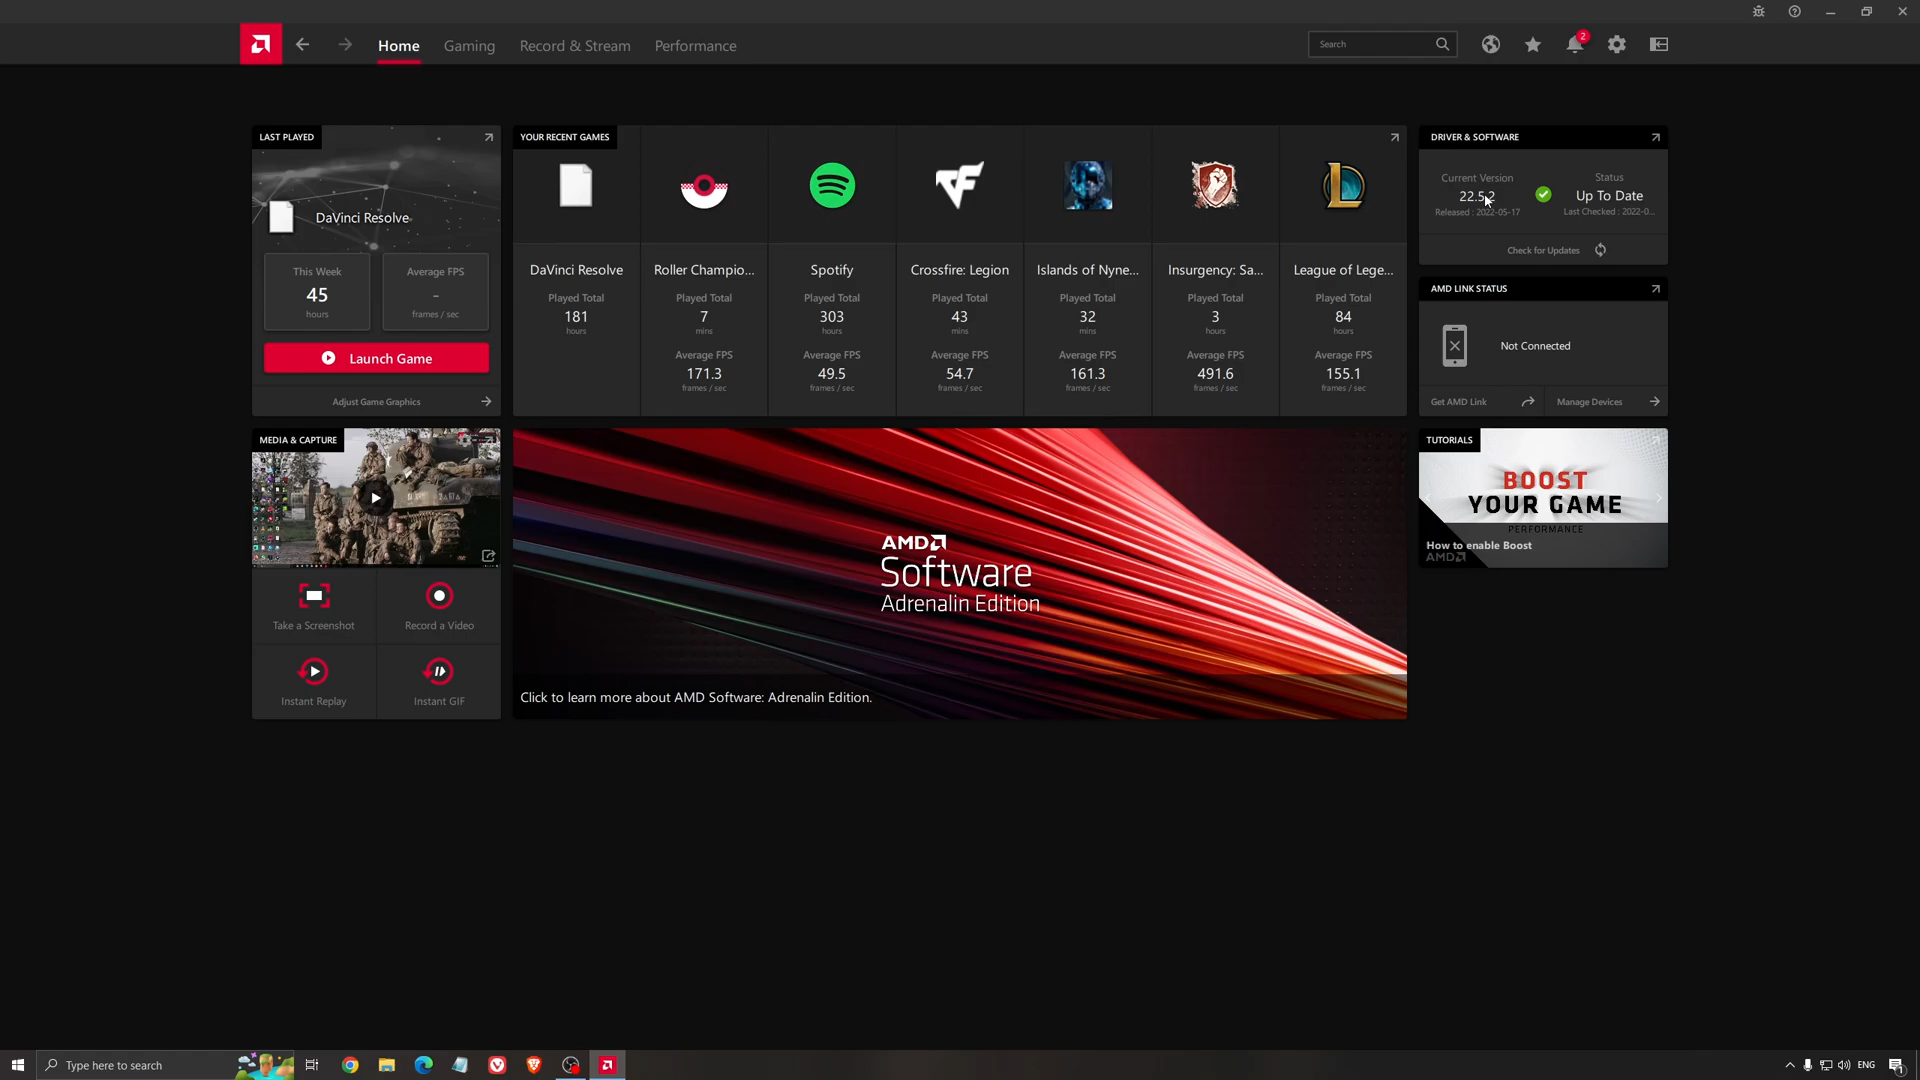 Home
Gaming
Record & Stream
Performance
Search
2
LAST PLAYED
DaVinci Resolve
This Week
45
hours
Average FPS
–
frames / sec
Launch Game
Adjust Game Graphics
YOUR RECENT GAMES
DaVinci Resolve
Played Total
181
hours
Roller Champio...
Played Total
7
mins
Average FPS
171.3
frames / sec
Spotify
Played Total
303
hours
Average FPS
49.5
frames / sec
Crossfire: Legion
Played Total
43
mins
Average FPS
54.7
frames / sec
Islands of Nyne...
Played Total
32
mins
Average FPS
161.3
frames / sec
Insurgency: Sa...
Played Total
3
hours
Average FPS
491.6
frames / sec
League of Lege...
Played Total
84
hours
Average FPS
155.1
frames / sec
DRIVER & SOFTWARE
Current Version
22.5.2
Released : 2022-05-17
Status
Up To Date
Last Checked : 2022-0...
Check for Updates
AMD LINK STATUS
Not Connected
Get AMD Link
Manage Devices
MEDIA & CAPTURE
Take a Screenshot
Record a Video
Instant Replay
Instant GIF
AMD
Software
Adrenalin Edition
Click to learn more about AMD Software: Adrenalin Edition.
TUTORIALS
BOOST
YOUR GAME
PERFORMANCE
How to enable Boost
AMD
Type here to search
ENG
1